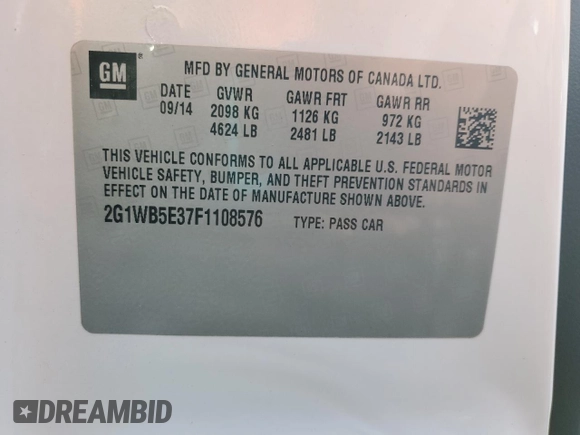 GM ®
MFD BY GENERAL MOTORS OF CANADA LTD.
DATE GVWR GAWR FRT GAWR RR
09/14 2098 KG 1126 KG 972 KG
4624 LB 2481 LB 2143 LB
THIS VEHICLE CONFORMS TO ALL APPLICABLE U.S. FEDERAL MOTOR
VEHICLE SAFETY, BUMPER, AND THEFT PREVENTION STANDARDS IN
EFFECT ON THE DATE OF MANUFACTURE SHOWN ABOVE.
2G1WB5E37F1108576 TYPE: PASS CAR
DREAMBID